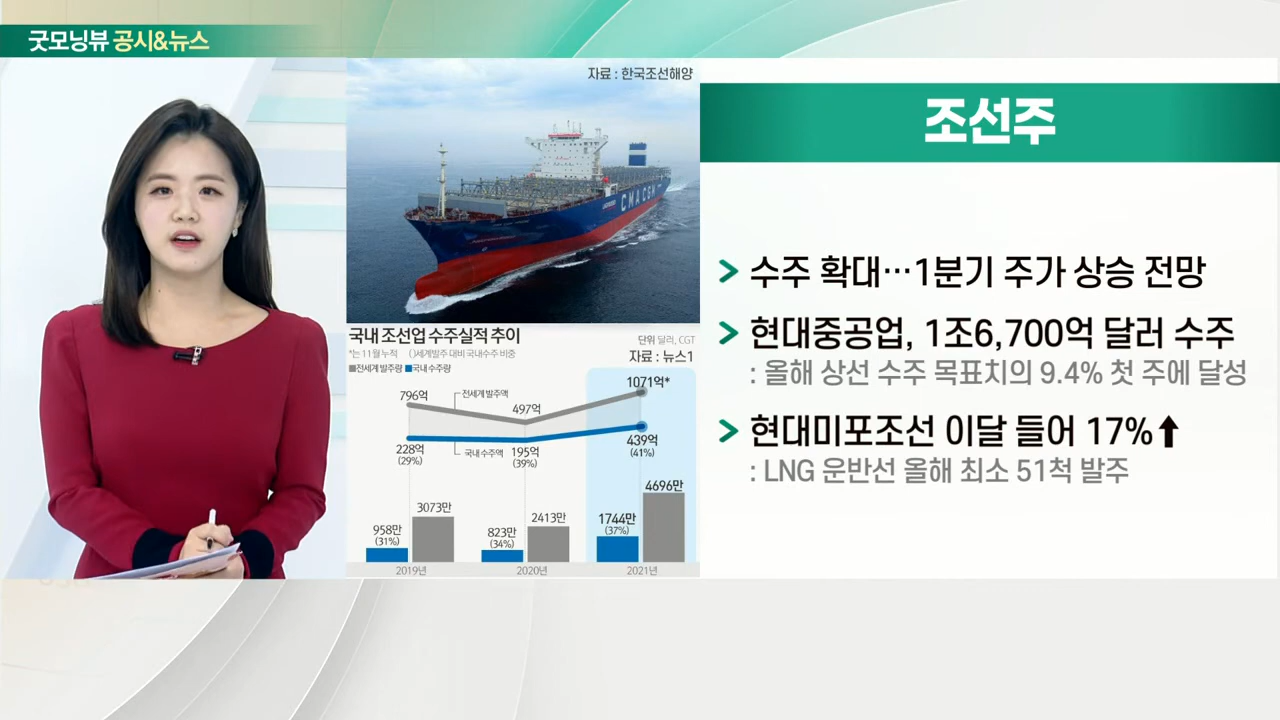 굿모닝뷰 공시&뉴스
자료 : 한국조선해양
CMA CGM
조선주
수주 확대…1분기 주가 상승 전망
현대중공업, 1조6,700억 달러 수주
: 올해 상선 수주 목표치의 9.4% 첫 주에 달성
현대미포조선 이달 들어 17%⬆
: LNG 운반선 올해 최소 51척 발주
국내 조선업 수주실적 추이
단위 달러, CGT
*는 11월 누적 ( )세계발주 대비 국내수주 비중
자료 : 뉴스1
전세계 발주량 국내 수주량
796억
전세계 발주액
497억
1071억*
228억
(29%)
국내 수주액
195억
(39%)
439억
(41%)
958만
(31%)
3073만
823만
(34%)
2413만
1744만
(37%)
4696만
2019년
2020년
2021년